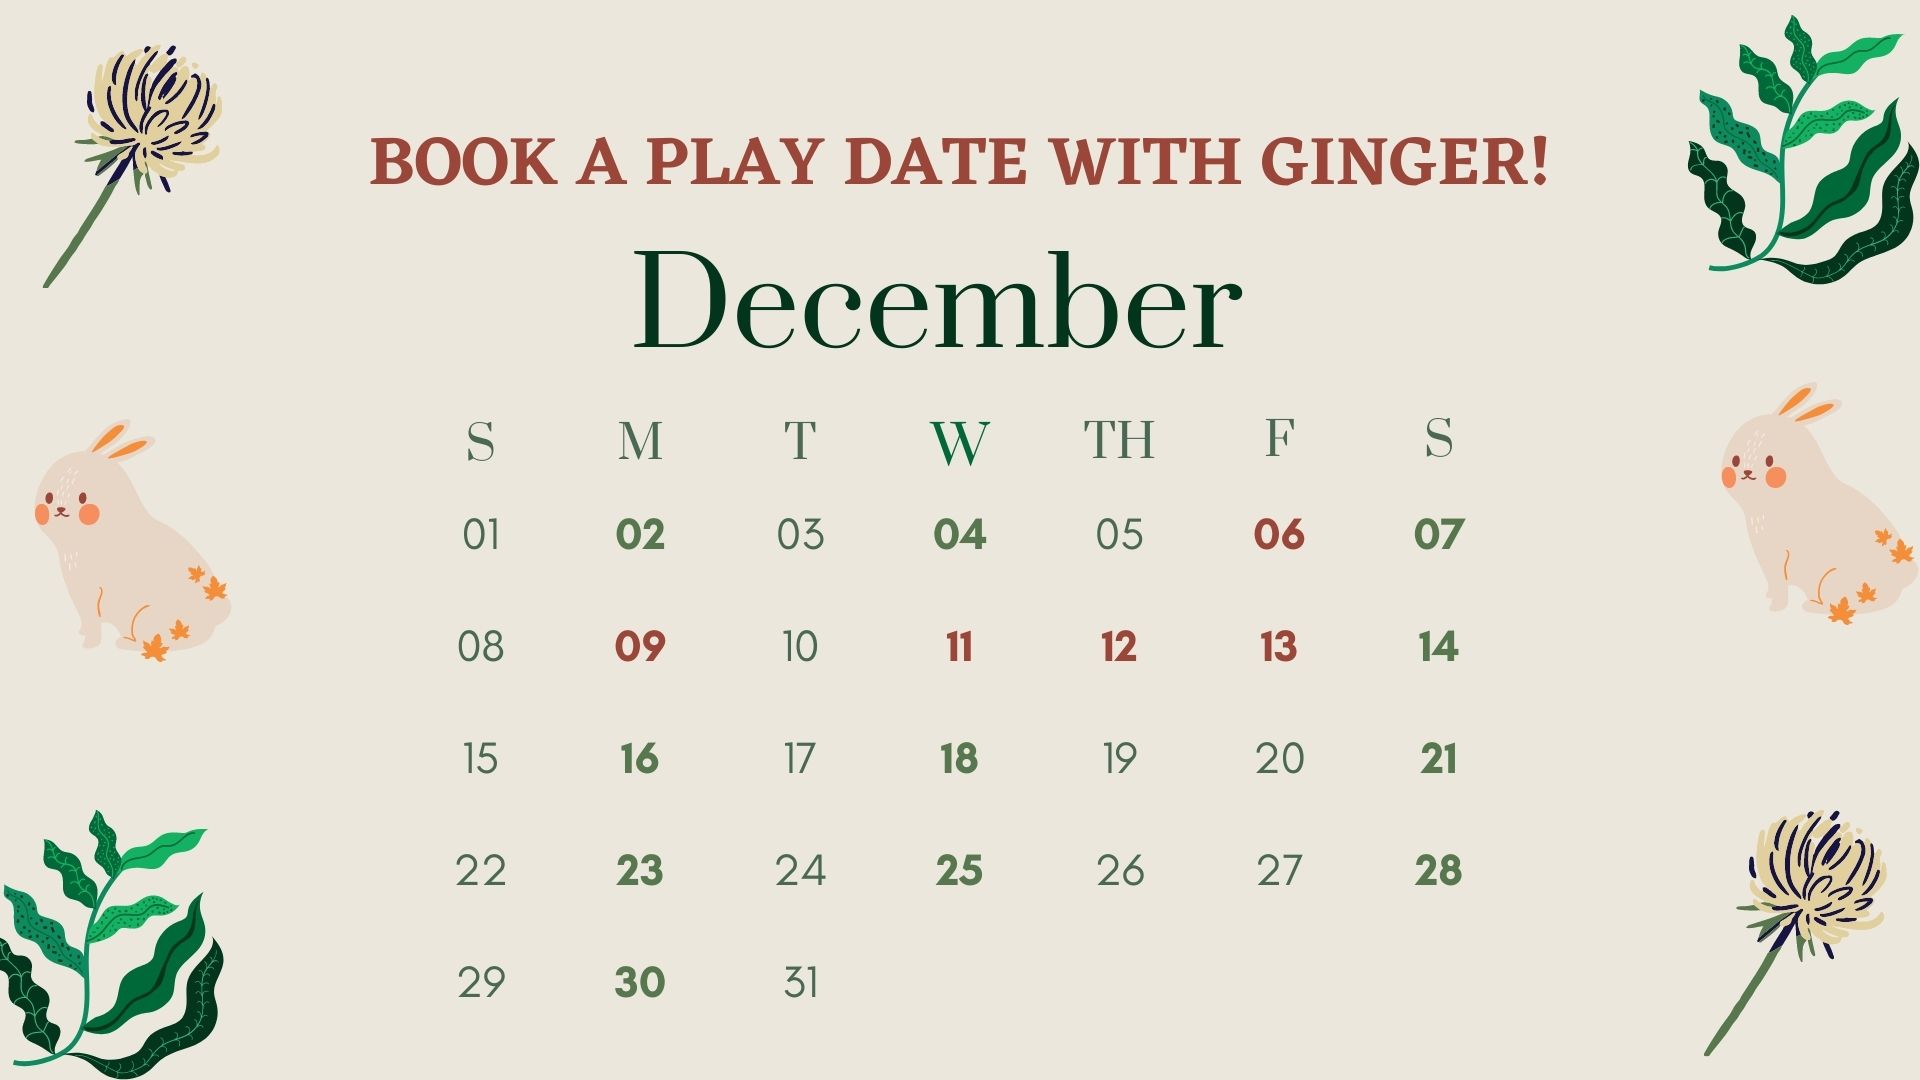 BOOK A PLAY DATE WITH GINGER!
December
S M T W TH F S
01 02 03 04 05 06 07
08 09 10 11 12 13 14
15 16 17 18 19 20 21
22 23 24 25 26 27 28
29 30 31